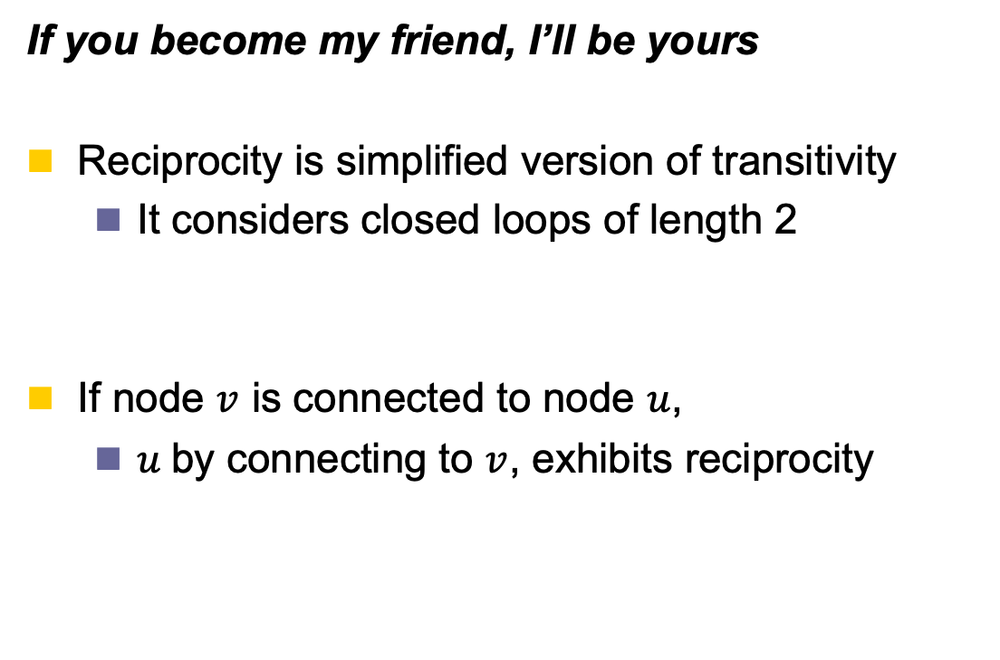 If you become my friend, I’ll be yours
Reciprocity is simplified version of transitivity
It considers closed loops of length 2
If node 𝑣 is connected to node 𝑢,
𝑢 by connecting to 𝑣, exhibits reciprocity